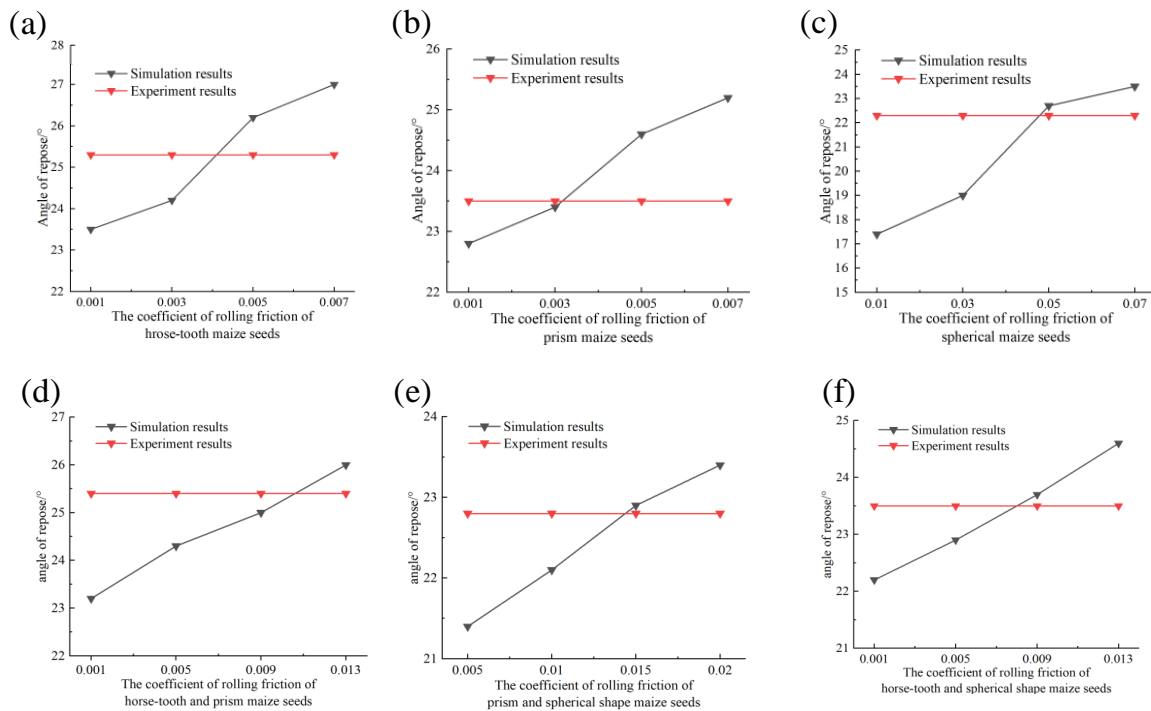 (a)
28
27
26
25
24
23
22
Angle of repose/°
Simulation results
Experiment results
0.001 0.003 0.005 0.007
The coefficient of rolling friction of
hrose-tooth maize seeds
(b)
26
25
24
23
22
Angle of repose/°
Simulation results
Experiment results
0.001 0.003 0.005 0.007
The coefficient of rolling friction of
prism maize seeds
(c)
25
24
23
22
21
20
19
18
17
16
15
Angle of repose/°
Simulation results
Experiment results
0.01 0.03 0.05 0.07
The coefficient of rolling friction of
spherical maize seeds
(d)
27
26
25
24
23
22
angle of repose/°
Simulation results
Experiment results
0.001 0.005 0.009 0.013
The coefficient of rolling friction of
horse-tooth and prism maize seeds
(e)
24
23
22
21
angle of repose/°
Simulation results
Experiment results
0.005 0.01 0.015 0.02
The coefficient of rolling friction of
prism and spherical shape maize seeds
(f)
25
24
23
22
21
angle of repose/°
Simulation results
Experiment results
0.001 0.005 0.009 0.013
The coefficient of rolling friction of
horse-tooth and spherical shape maize seeds